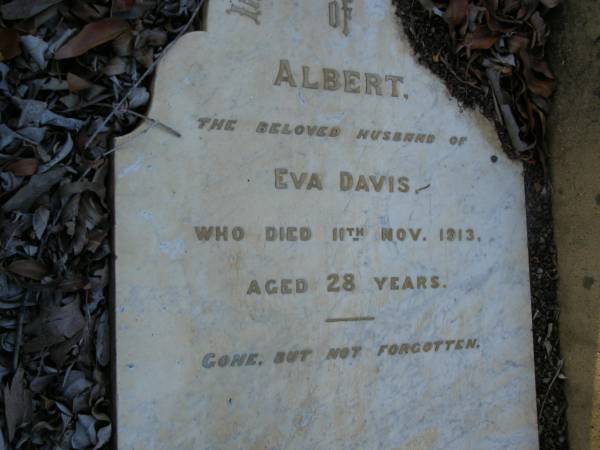 OF
ALBERT,
THE BELOVED HUSBAND OF
EVA DAVIS,
WHO DIED 11TH NOV. 1913,
AGED 28 YEARS.
GONE, BUT NOT FORGOTTEN.